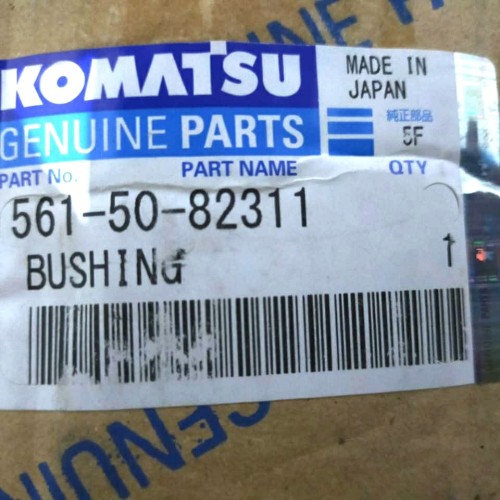 KOMATSU
GENUINE PARTS
MADE IN
JAPAN
純正部品
5F
PART No. PART NAME QTY
561-50-82311
BUSHING 1
GENUINE